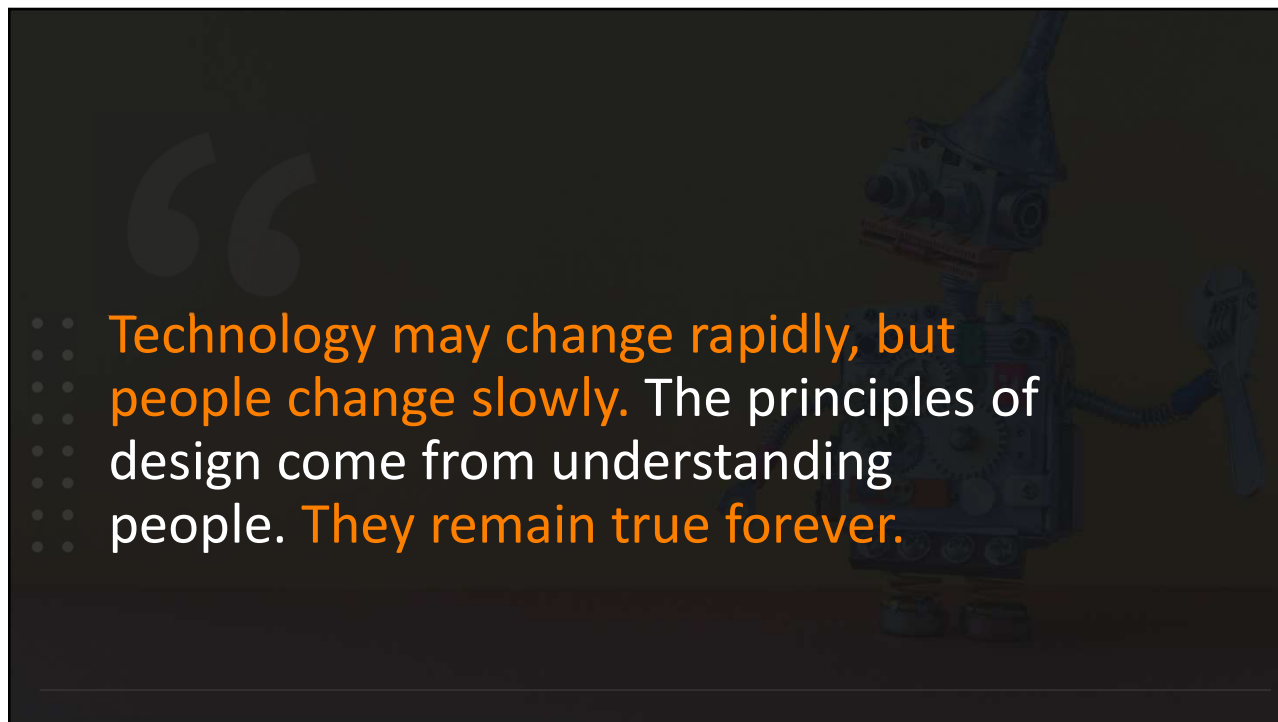 Technology may change rapidly, but
people change slowly. The principles of
design come from understanding
people. They remain true forever.